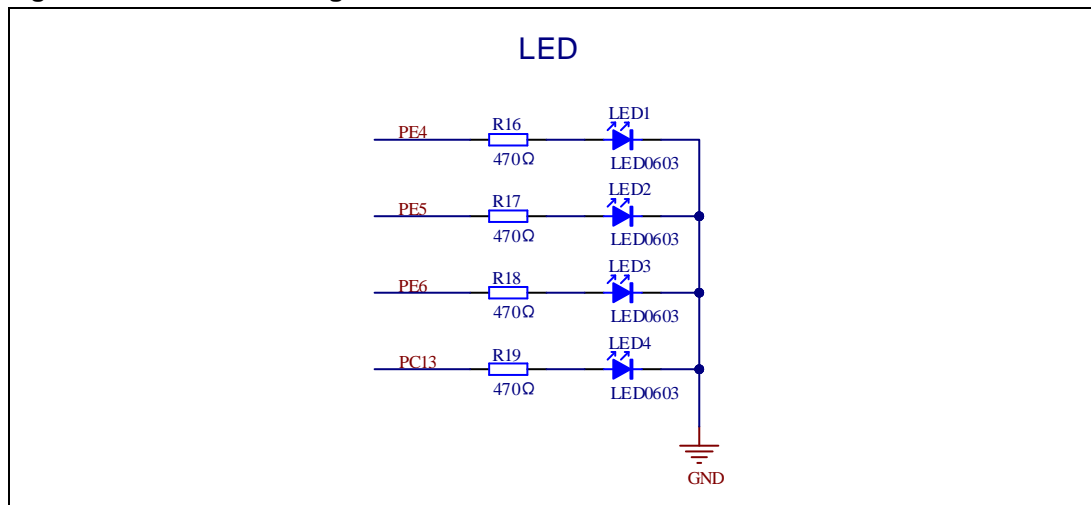 LED
LED1
PE4
R16
470Ω
LED0603
LED2
PE5
R17
470Ω
LED0603
LED3
PE6
R18
470Ω
LED0603
LED4
PC13
R19
470Ω
LED0603
GND